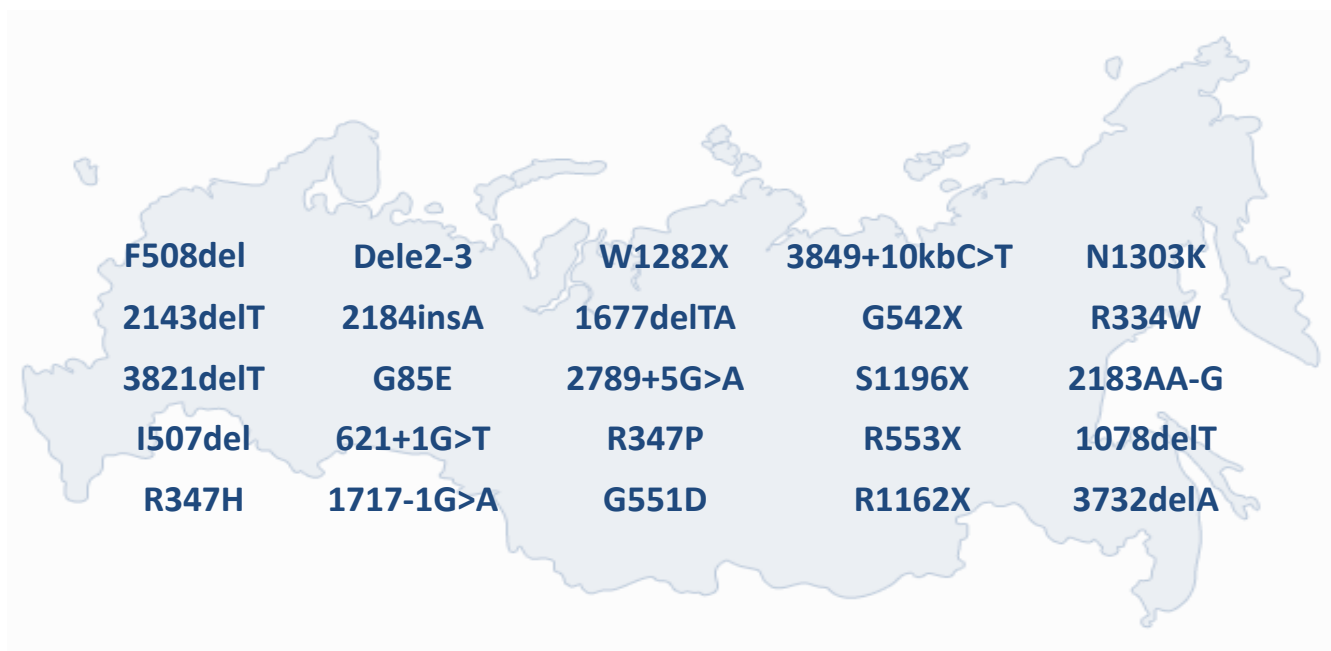 F508del Dele2-3 W1282X 3849+10kbC>T N1303K
2143delT 2184insA 1677delTA G542X R334W
3821delT G85E 2789+5G>A S1196X 2183AA-G
I507del 621+1G>T R347P R553X 1078delT
R347H 1717-1G>A G551D R1162X 3732delA